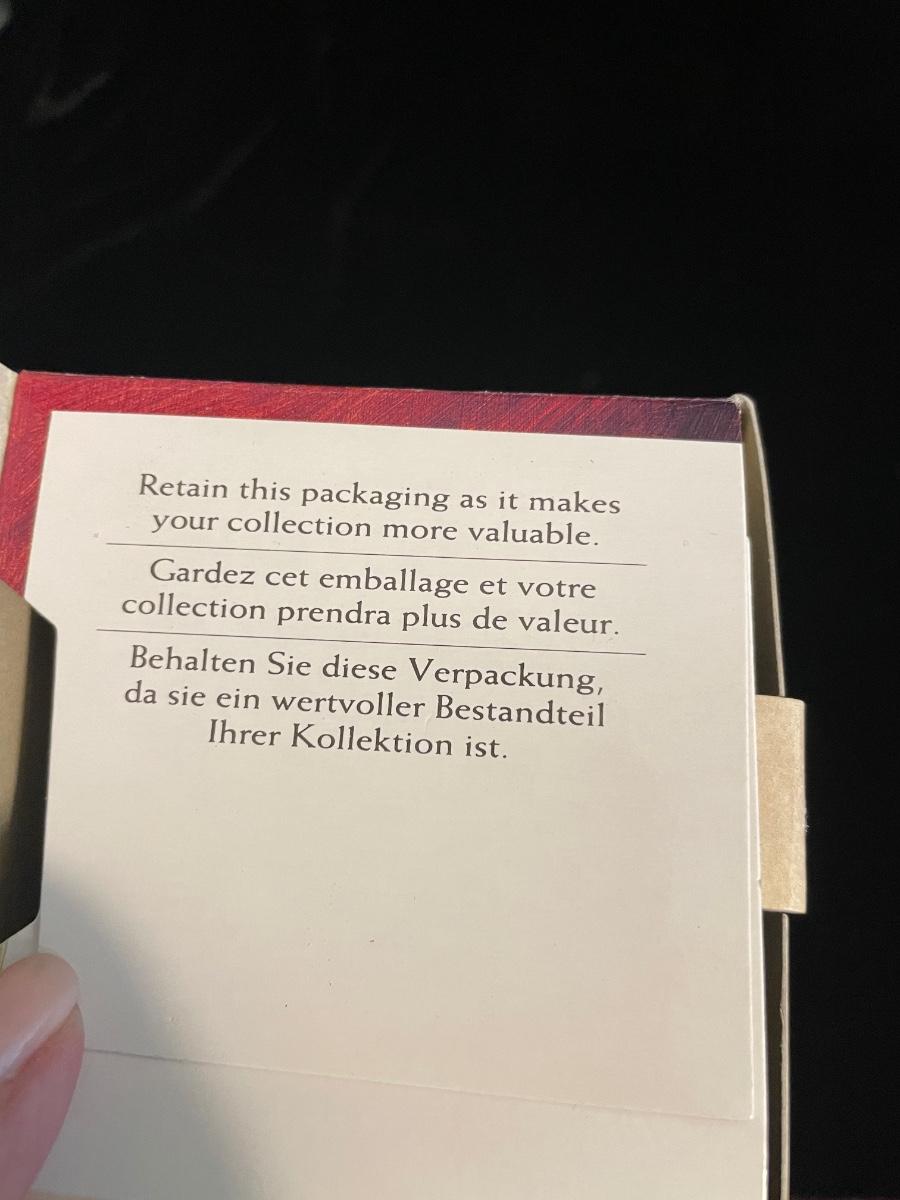 Retain this packaging as it makes
your collection more valuable.
Gardez cet emballage et votre
collection prendra plus de valeur.
Behalten Sie diese Verpackung,
da sie ein wertvoller Bestandteil
Ihrer Kollektion ist.